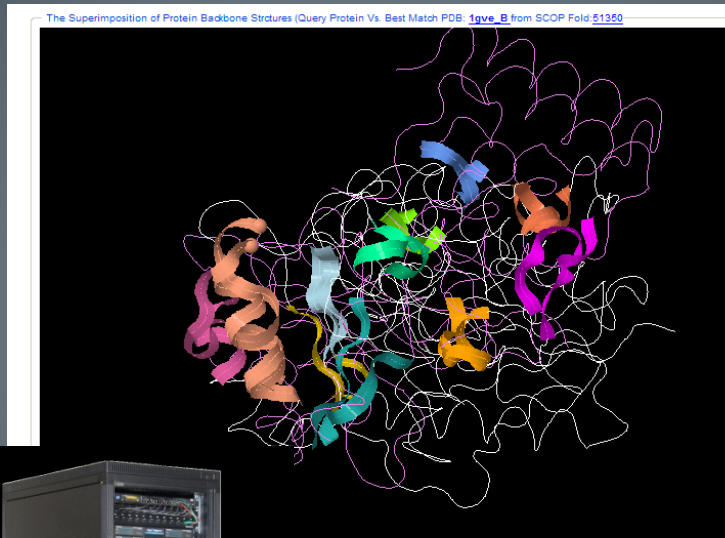 The Superimposition of Protein Backbone Strctures (Query Protein Vs. Best Match PDB: 1gve_B from SCOP Fold:51350